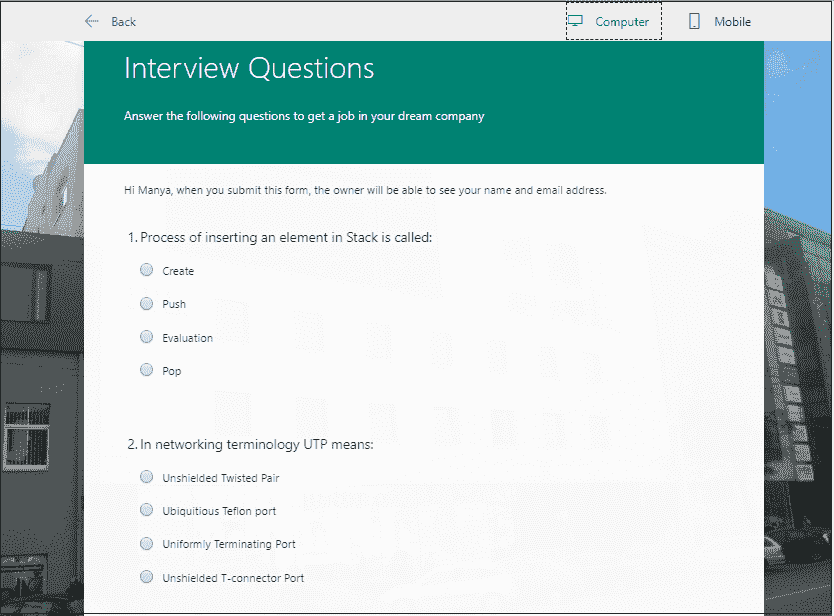 Back
Computer
Mobile
Interview Questions
Answer the following questions to get a job in your dream company
Hi Manya, when you submit this form, the owner will be able to see your name and email address.
1. Process of inserting an element in Stack is called:
Create
Push
Evaluation
Pop
2. In networking terminology UTP means:
Unshielded Twisted Pair
Ubiquitious Teflon port
Uniformly Terminating Port
Unshielded T-connector Port